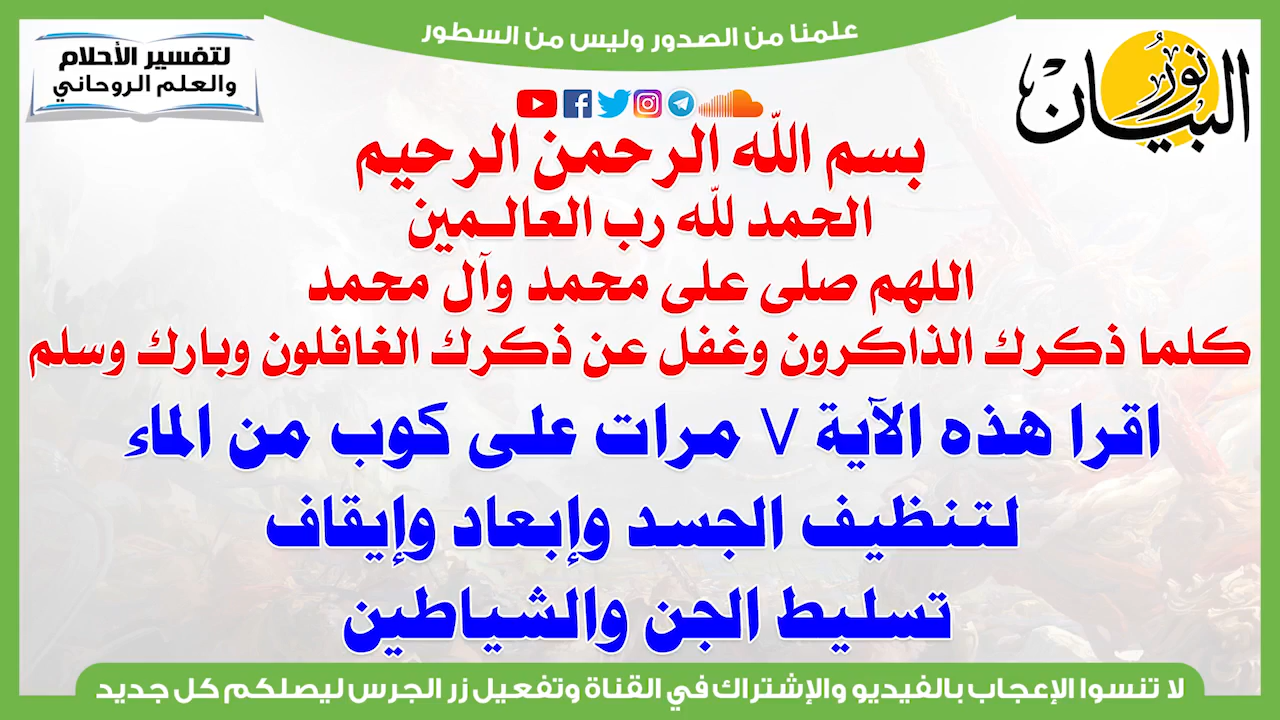 علمنا من الصدور وليس من السطور
لتفسير الأحلام
والعلم الروحاني
نور
البيان
بسم الله الرحمن الرحيم
الحمد لله رب العالـمين
اللهم صلى على محمد وآل محمد
كلما ذكرك الذاكرون وغفل عن ذكرك الغافلون وبارك وسلم
اقرا هذه الآية ٧ مرات على كوب من الماء
لتنظيف الجسد وإبعاد وإيقاف
تسليط الجن والشياطين
لا تنسوا الإعجاب بالفيديو والإشتراك في القناة وتفعيل زر الجرس ليصلكم كل جديد